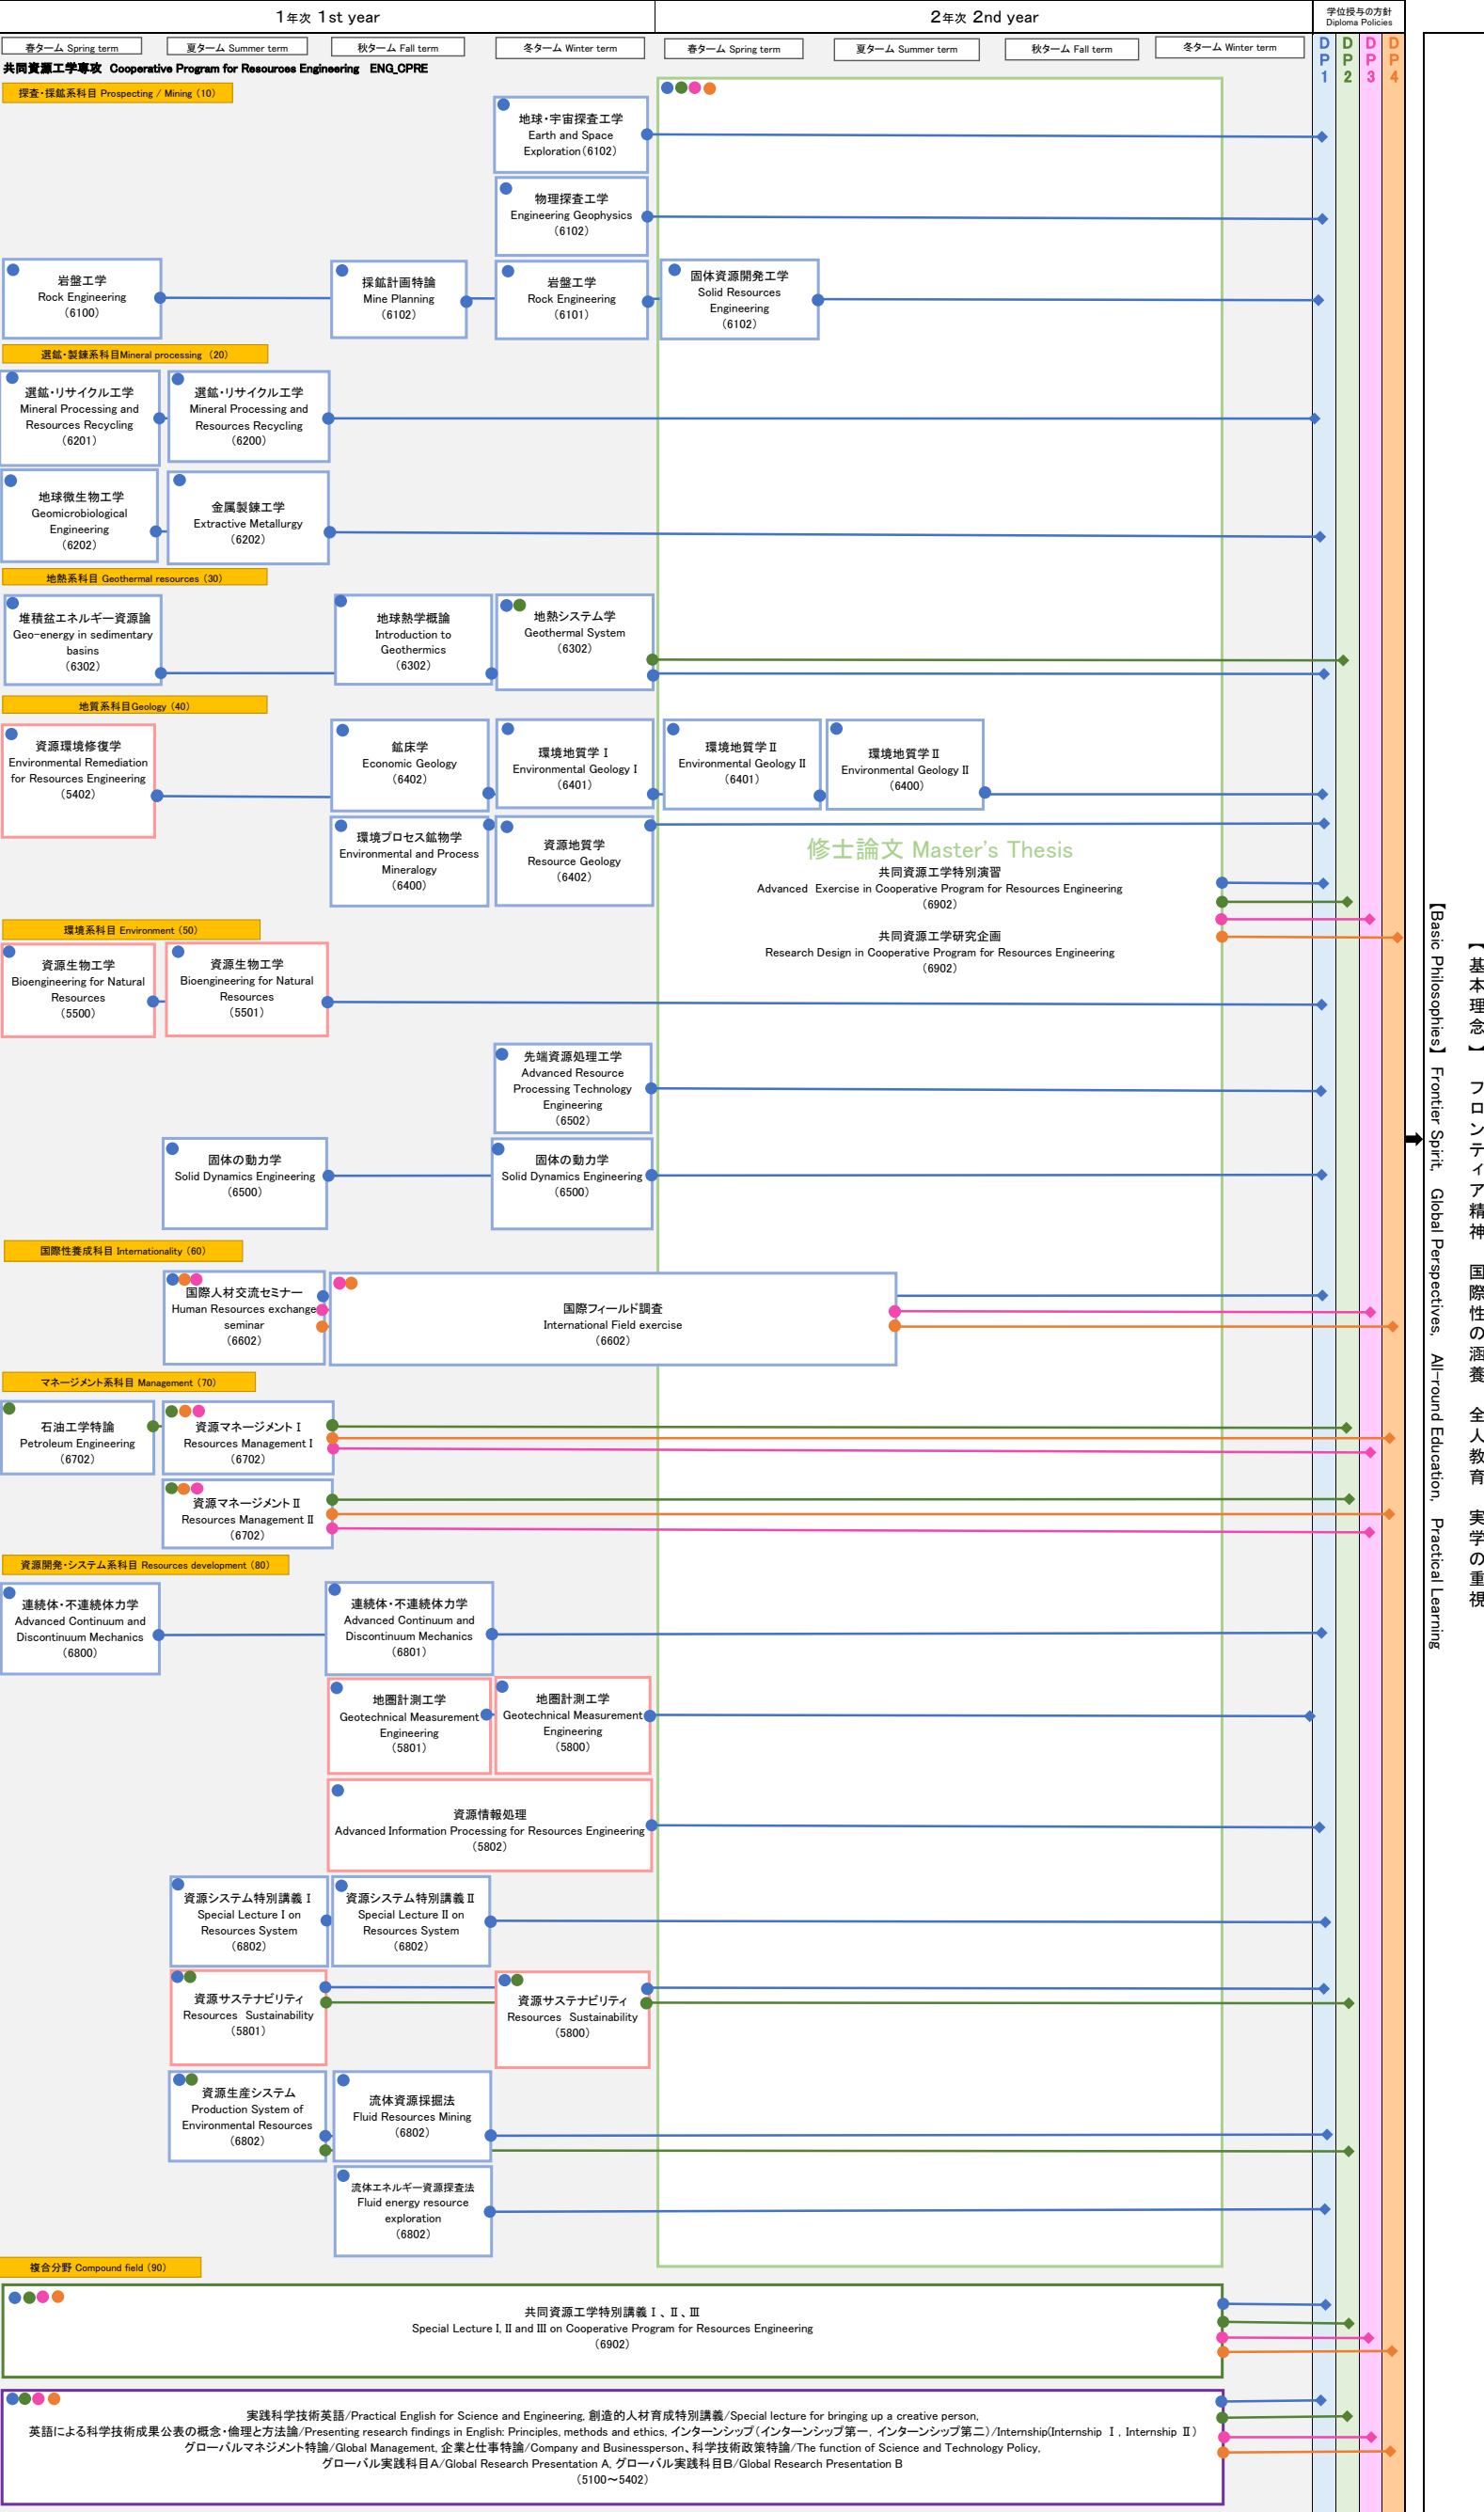 1年次 1st year
2年次 2nd year
学位授与の方針
Diploma Policies
春ターム Spring term
夏ターム Summer term
秋ターム Fall term
冬ターム Winter term
春ターム Spring term
夏ターム Summer term
秋ターム Fall term
冬ターム Winter term
DP1
DP2
DP3
DP4
共同資源工学専攻 Cooperative Program for Resources Engineering ENG_CPRE
探査・採鉱系科目 Prospecting / Mining (10)
地球・宇宙探査工学
Earth and Space
Exploration(6102)
物理探査工学
Engineering Geophysics
(6102)
岩盤工学
Rock Engineering
(6100)
採鉱計画特論
Mine Planning
(6102)
岩盤工学
Rock Engineering
(6101)
固体資源開発工学
Solid Resources
Engineering
(6102)
選鉱・製錬系科目Mineral processing (20)
選鉱・リサイクル工学
Mineral Processing and
Resources Recycling
(6201)
選鉱・リサイクル工学
Mineral Processing and
Resources Recycling
(6200)
地球微生物工学
Geomicrobiological
Engineering
(6202)
金属製錬工学
Extractive Metallurgy
(6202)
地熱系科目 Geothermal resources (30)
堆積盆エネルギー資源論
Geo-energy in sedimentary
basins
(6302)
地球熱学概論
Introduction to
Geothermics
(6302)
地熱システム学
Geothermal System
(6302)
地質系科目Geology (40)
資源環境修復学
Environmental Remediation
for Resources Engineering
(5402)
鉱床学
Economic Geology
(6402)
環境地質学Ⅰ
Environmental Geology I
(6401)
環境地質学Ⅱ
Environmental Geology II
(6401)
環境地質学Ⅱ
Environmental Geology II
(6400)
環境プロセス鉱物学
Environmental and Process
Mineralogy
(6400)
資源地質学
Resource Geology
(6402)
修士論文 Master's Thesis
共同資源工学特別演習
Advanced Exercise in Cooperative Program for Resources Engineering
(6902)
共同資源工学研究企画
Research Design in Cooperative Program for Resources Engineering
(6902)
環境系科目 Environment (50)
資源生物工学
Bioengineering for Natural
Resources
(5500)
資源生物工学
Bioengineering for Natural
Resources
(5501)
先端資源処理工学
Advanced Resource
Processing Technology
Engineering
(6502)
固体の動力学
Solid Dynamics Engineering
(6500)
固体の動力学
Solid Dynamics Engineering
(6500)
国際性養成科目 Internationality (60)
国際人材交流セミナー
Human Resources exchange
seminar
(6602)
国際フィールド調査
International Field exercise
(6602)
マネージメント系科目 Management (70)
石油工学特論
Petroleum Engineering
(6702)
資源マネージメントⅠ
Resources Management I
(6702)
資源マネージメントⅡ
Resources Management II
(6702)
資源開発・システム系科目 Resources development (80)
連続体・不連続体力学
Advanced Continuum and
Discontinuum Mechanics
(6800)
連続体・不連続体力学
Advanced Continuum and
Discontinuum Mechanics
(6801)
地圏計測工学
Geotechnical Measurement
Engineering
(5801)
地圏計測工学
Geotechnical Measurement
Engineering
(5800)
資源情報処理
Advanced Information Processing for Resources Engineering
(5802)
資源システム特別講義Ⅰ
Special Lecture I on
Resources System
(6802)
資源システム特別講義Ⅱ
Special Lecture II on
Resources System
(6802)
資源サステナビリティ
Resources Sustainability
(5801)
資源サステナビリティ
Resources Sustainability
(5800)
資源生産システム
Production System of
Environmental Resources
(6802)
流体資源採掘法
Fluid Resources Mining
(6802)
流体エネルギー資源探査法
Fluid energy resource
exploration
(6802)
複合分野 Compound field (90)
共同資源工学特別講義Ⅰ、Ⅱ、Ⅲ
Special Lecture I, II and III on Cooperative Program for Resources Engineering
(6902)
実践科学技術英語/Practical English for Science and Engineering, 創造的人材育成特別講義/Special lecture for bringing up a creative person,
英語による科学技術成果公表の概念・倫理と方法論/Presenting research findings in English: Principles, methods and ethics, インターンシップ(インターンシップ第一, インターンシップ第二)/Internship(Internship Ⅰ, Internship Ⅱ)
グローバルマネジメント特論/Global Management, 企業と仕事特論/Company and Businessperson、科学技術政策特論/The function of Science and Technology Policy,
グローバル実践科目A/Global Research Presentation A, グローバル実践科目B/Global Research Presentation B
(5100～5402)
【基本理念】 フロンティア精神 国際性の涵養 全人教育 実学の重視
【Basic Philosophies】 Frontier Spirit, Global Perspectives, All-round Education, Practical Learning